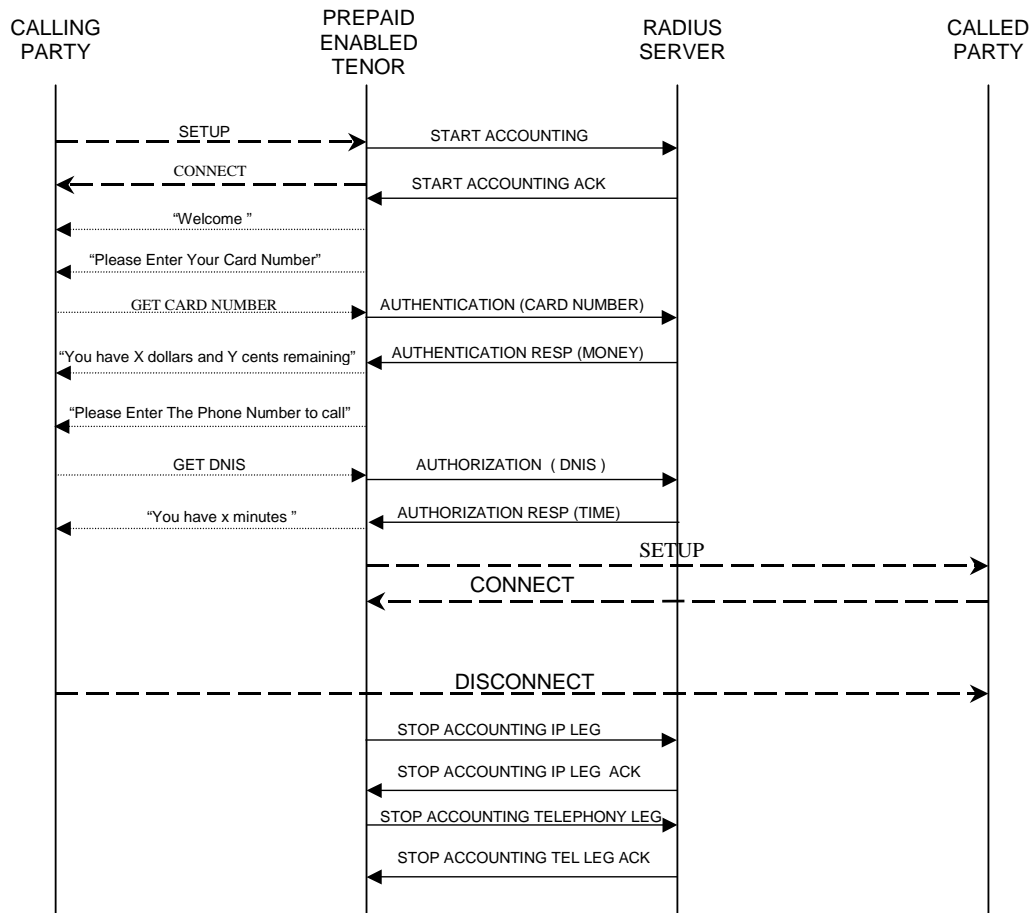 CALLING
PARTY
PREPAID
ENABLED
TENOR
RADIUS
SERVER
CALLED
PARTY
SETUP
START ACCOUNTING
CONNECT
START ACCOUNTING ACK
“Welcome ”
“Please Enter Your Card Number”
GET CARD NUMBER
AUTHENTICATION (CARD NUMBER)
“You have X dollars and Y cents remaining”
AUTHENTICATION RESP (MONEY)
“Please Enter The Phone Number to call”
GET DNIS
AUTHORIZATION ( DNIS )
“You have x minutes ”
AUTHORIZATION RESP (TIME)
SETUP
CONNECT
DISCONNECT
STOP ACCOUNTING IP LEG
STOP ACCOUNTING IP LEG ACK
STOP ACCOUNTING TELEPHONY LEG
STOP ACCOUNTING TEL LEG ACK